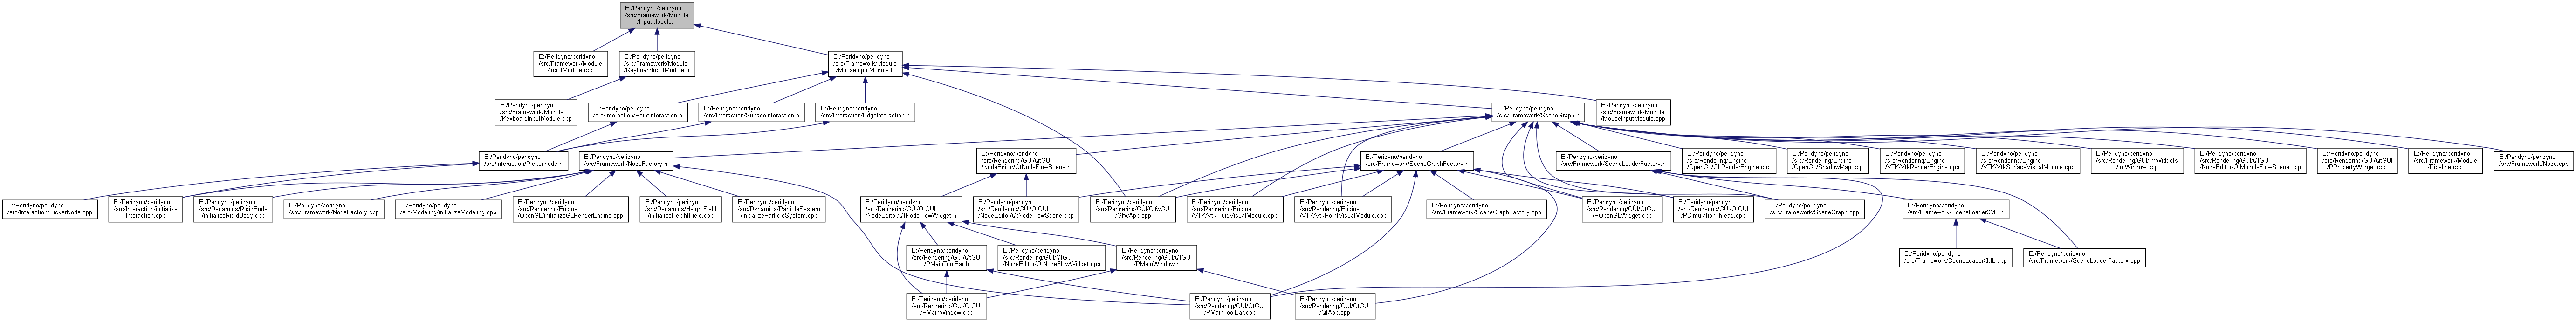 E:/Peridyno/peridyno
/src/Framework/Module
/InputModule.h
E:/Peridyno/peridyno
/src/Framework/Module
/InputModule.cpp
E:/Peridyno/peridyno
/src/Framework/Module
/KeyboardInputModule.h
E:/Peridyno/peridyno
/src/Framework/Module
/MouseInputModule.h
E:/Peridyno/peridyno
/src/Framework/Module
/KeyboardInputModule.cpp
E:/Peridyno/peridyno
/src/Interaction/PointInteraction.h
E:/Peridyno/peridyno
/src/Interaction/SurfaceInteraction.h
E:/Peridyno/peridyno
/src/Interaction/EdgeInteraction.h
E:/Peridyno/peridyno
/src/Framework/SceneGraph.h
E:/Peridyno/peridyno
/src/Framework/Module
/MouseInputModule.cpp
E:/Peridyno/peridyno
/src/Interaction/PickerNode.h
E:/Peridyno/peridyno
/src/Framework/NodeFactory.h
E:/Peridyno/peridyno
/src/Rendering/GUI/QtGUI
/NodeEditor/QtNodeFlowScene.h
E:/Peridyno/peridyno
/src/Framework/SceneGraphFactory.h
E:/Peridyno/peridyno
/src/Framework/SceneLoaderFactory.h
E:/Peridyno/peridyno
/src/Rendering/Engine
/OpenGL/GLRenderEngine.cpp
E:/Peridyno/peridyno
/src/Rendering/Engine
/OpenGL/ShadowMap.cpp
E:/Peridyno/peridyno
/src/Rendering/Engine
/VTK/VtkRenderEngine.cpp
E:/Peridyno/peridyno
/src/Rendering/Engine
/VTK/VtkSurfaceVisualModule.cpp
E:/Peridyno/peridyno
/src/Rendering/GUI/ImWidgets
/ImWindow.cpp
E:/Peridyno/peridyno
/src/Rendering/GUI/QtGUI
/NodeEditor/QtModuleFlowScene.cpp
E:/Peridyno/peridyno
/src/Rendering/GUI/QtGUI
/PPropertyWidget.cpp
E:/Peridyno/peridyno
/src/Framework/Module
/Pipeline.cpp
E:/Peridyno/peridyno
/src/Framework/Node.cpp
E:/Peridyno/peridyno
/src/Interaction/PickerNode.cpp
E:/Peridyno/peridyno
/src/Interaction/initialize
Interaction.cpp
E:/Peridyno/peridyno
/src/Dynamics/RigidBody
/initializeRigidBody.cpp
E:/Peridyno/peridyno
/src/Framework/NodeFactory.cpp
E:/Peridyno/peridyno
/src/Modeling/initializeModeling.cpp
E:/Peridyno/peridyno
/src/Rendering/Engine
/OpenGL/initializeGLRenderEngine.cpp
E:/Peridyno/peridyno
/src/Dynamics/HeightField
/initializeHeightField.cpp
E:/Peridyno/peridyno
/src/Dynamics/ParticleSystem
/initializeParticleSystem.cpp
E:/Peridyno/peridyno
/src/Rendering/GUI/QtGUI
/NodeEditor/QtNodeFlowWidget.h
E:/Peridyno/peridyno
/src/Rendering/GUI/QtGUI
/NodeEditor/QtNodeFlowScene.cpp
E:/Peridyno/peridyno
/src/Rendering/GUI/GlfwGUI
/GlfwApp.cpp
E:/Peridyno/peridyno
/src/Rendering/Engine
/VTK/VtkFluidVisualModule.cpp
E:/Peridyno/peridyno
/src/Rendering/Engine
/VTK/VtkPointVisualModule.cpp
E:/Peridyno/peridyno
/src/Framework/SceneGraphFactory.cpp
E:/Peridyno/peridyno
/src/Rendering/GUI/QtGUI
/POpenGLWidget.cpp
E:/Peridyno/peridyno
/src/Rendering/GUI/QtGUI
/PSimulationThread.cpp
E:/Peridyno/peridyno
/src/Framework/SceneGraph.cpp
E:/Peridyno/peridyno
/src/Framework/SceneLoaderXML.h
E:/Peridyno/peridyno
/src/Rendering/GUI/QtGUI
/PMainToolBar.h
E:/Peridyno/peridyno
/src/Rendering/GUI/QtGUI
/NodeEditor/QtNodeFlowWidget.cpp
E:/Peridyno/peridyno
/src/Rendering/GUI/QtGUI
/PMainWindow.h
E:/Peridyno/peridyno
/src/Framework/SceneLoaderXML.cpp
E:/Peridyno/peridyno
/src/Framework/SceneLoaderFactory.cpp
E:/Peridyno/peridyno
/src/Rendering/GUI/QtGUI
/PMainWindow.cpp
E:/Peridyno/peridyno
/src/Rendering/GUI/QtGUI
/PMainToolBar.cpp
E:/Peridyno/peridyno
/src/Rendering/GUI/QtGUI
/QtApp.cpp